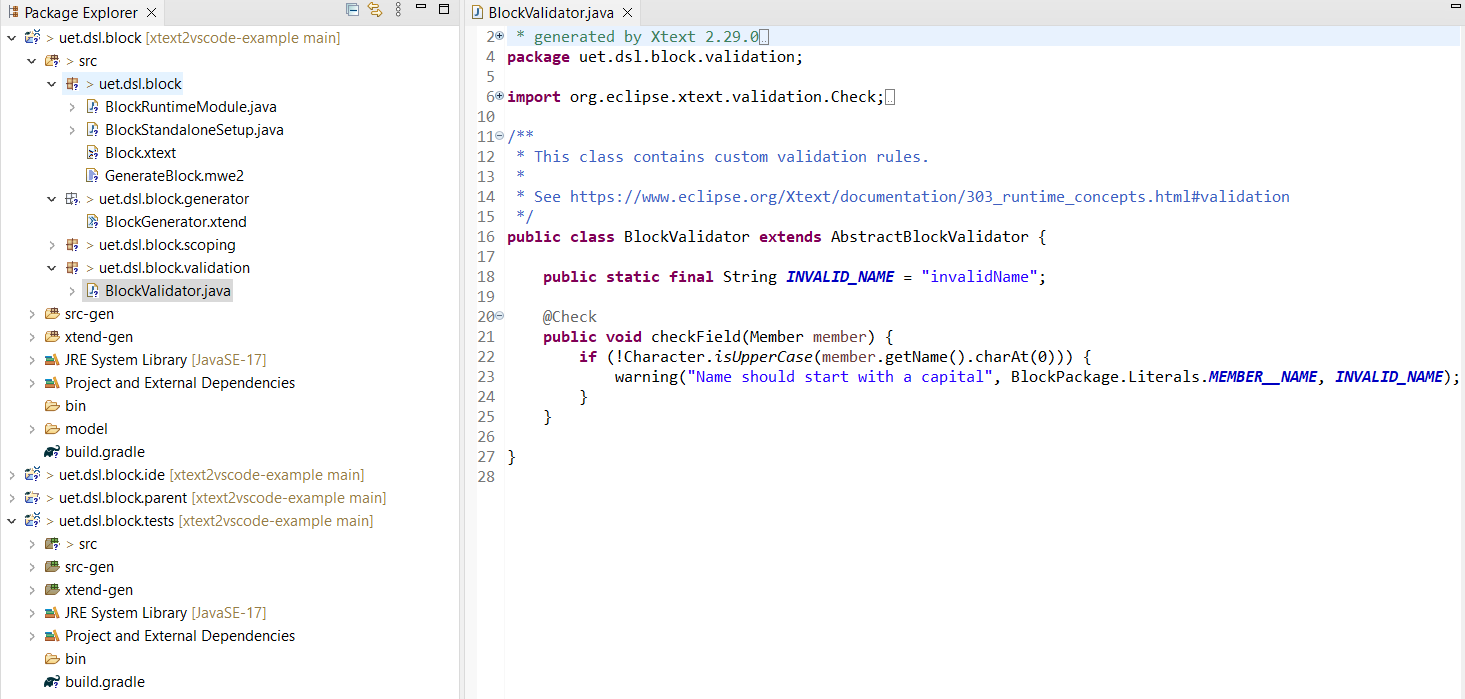 Package Explorer
> uet.dsl.block [xtext2vscode-example main]
> src
> uet.dsl.block
BlockRuntimeModule.java
BlockStandaloneSetup.java
Block.xtext
GenerateBlock.mwe2
> uet.dsl.block.generator
BlockGenerator.xtend
> uet.dsl.block.scoping
> uet.dsl.block.validation
BlockValidator.java
src-gen
xtend-gen
JRE System Library [JavaSE-17]
Project and External Dependencies
bin
model
build.gradle
> uet.dsl.block.ide [xtext2vscode-example main]
> uet.dsl.block.parent [xtext2vscode-example main]
> uet.dsl.block.tests [xtext2vscode-example main]
> src
src-gen
xtend-gen
JRE System Library [JavaSE-17]
Project and External Dependencies
bin
build.gradle
BlockValidator.java
2 * generated by Xtext 2.29.0
4 package uet.dsl.block.validation;
5
6 import org.eclipse.xtext.validation.Check;
10
11 /**
12 * This class contains custom validation rules.
13 *
14 * See https://www.eclipse.org/Xtext/documentation/303_runtime_concepts.html#validation
15 */
16 public class BlockValidator extends AbstractBlockValidator {
17
18 public static final String INVALID_NAME = "invalidName";
19
20 @Check
21 public void checkField(Member member) {
22 if (!Character.isUpperCase(member.getName().charAt(0))) {
23 warning("Name should start with a capital", BlockPackage.Literals.MEMBER__NAME, INVALID_NAME);
24 }
25 }
26
27 }
28